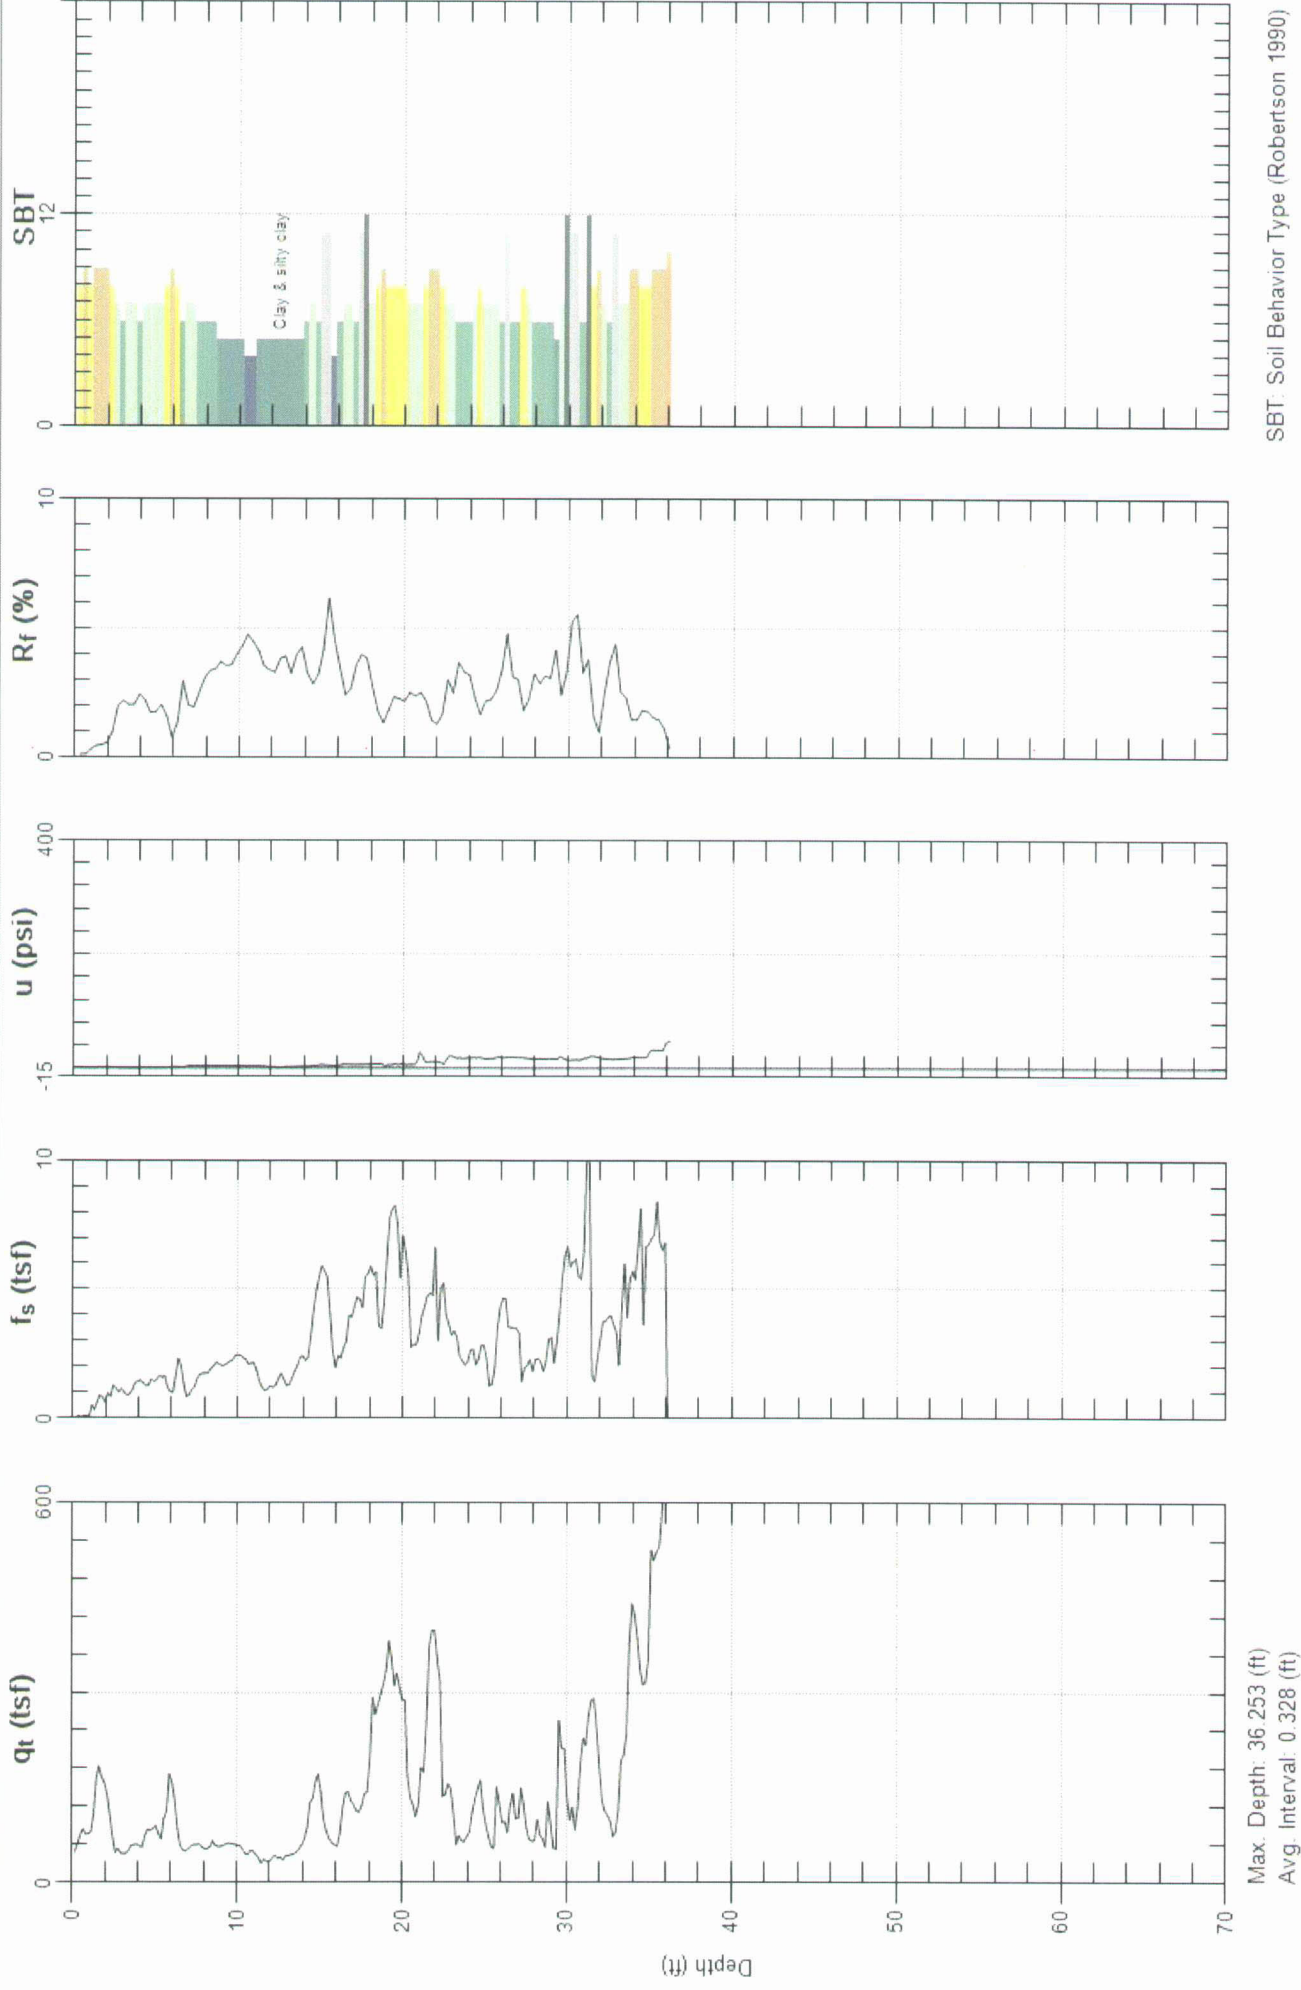 qt (tsf)
fs (tsf)
u (psi)
Rf (%)
SBT
0
600
0
10
-15
400
0
10
0
12
0
10
20
30
40
50
60
70
Depth (ft)
Clay & silty clay
Max. Depth: 36.253 (ft)
Avg. Interval: 0.328 (ft)
SBT: Soil Behavior Type (Robertson 1990)